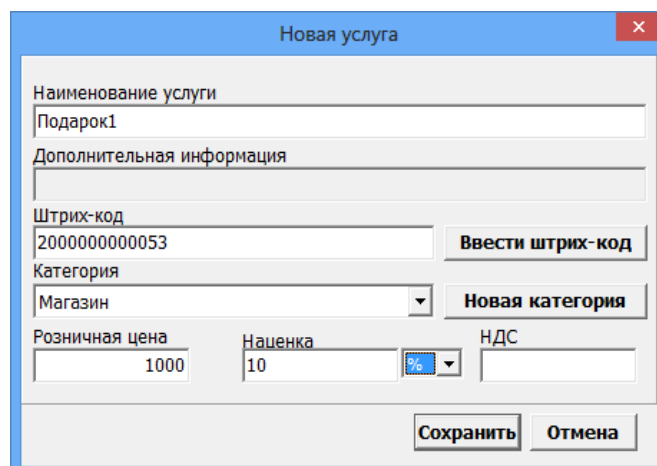 Новая услуга
Наименование услуги
Подарок1
Дополнительная информация
Штрих-код
2000000000053
Ввести штрих-код
Категория
Магазин
Новая категория
Розничная цена Наценка НДС
1000 10 %
Сохранить Отмена